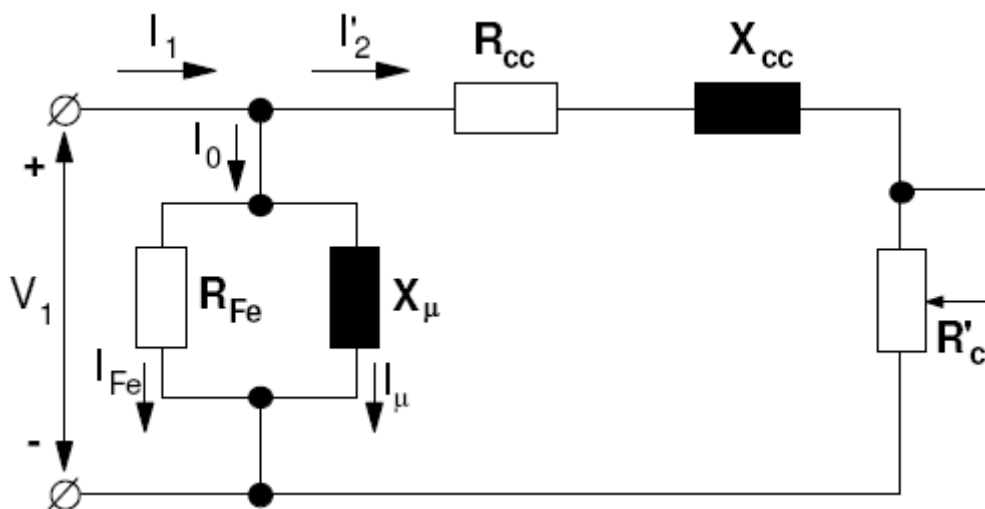 I1 I'2 Rcc Xcc
I0
+
V1 RFe Xμ R'c
IFe Iμ
-